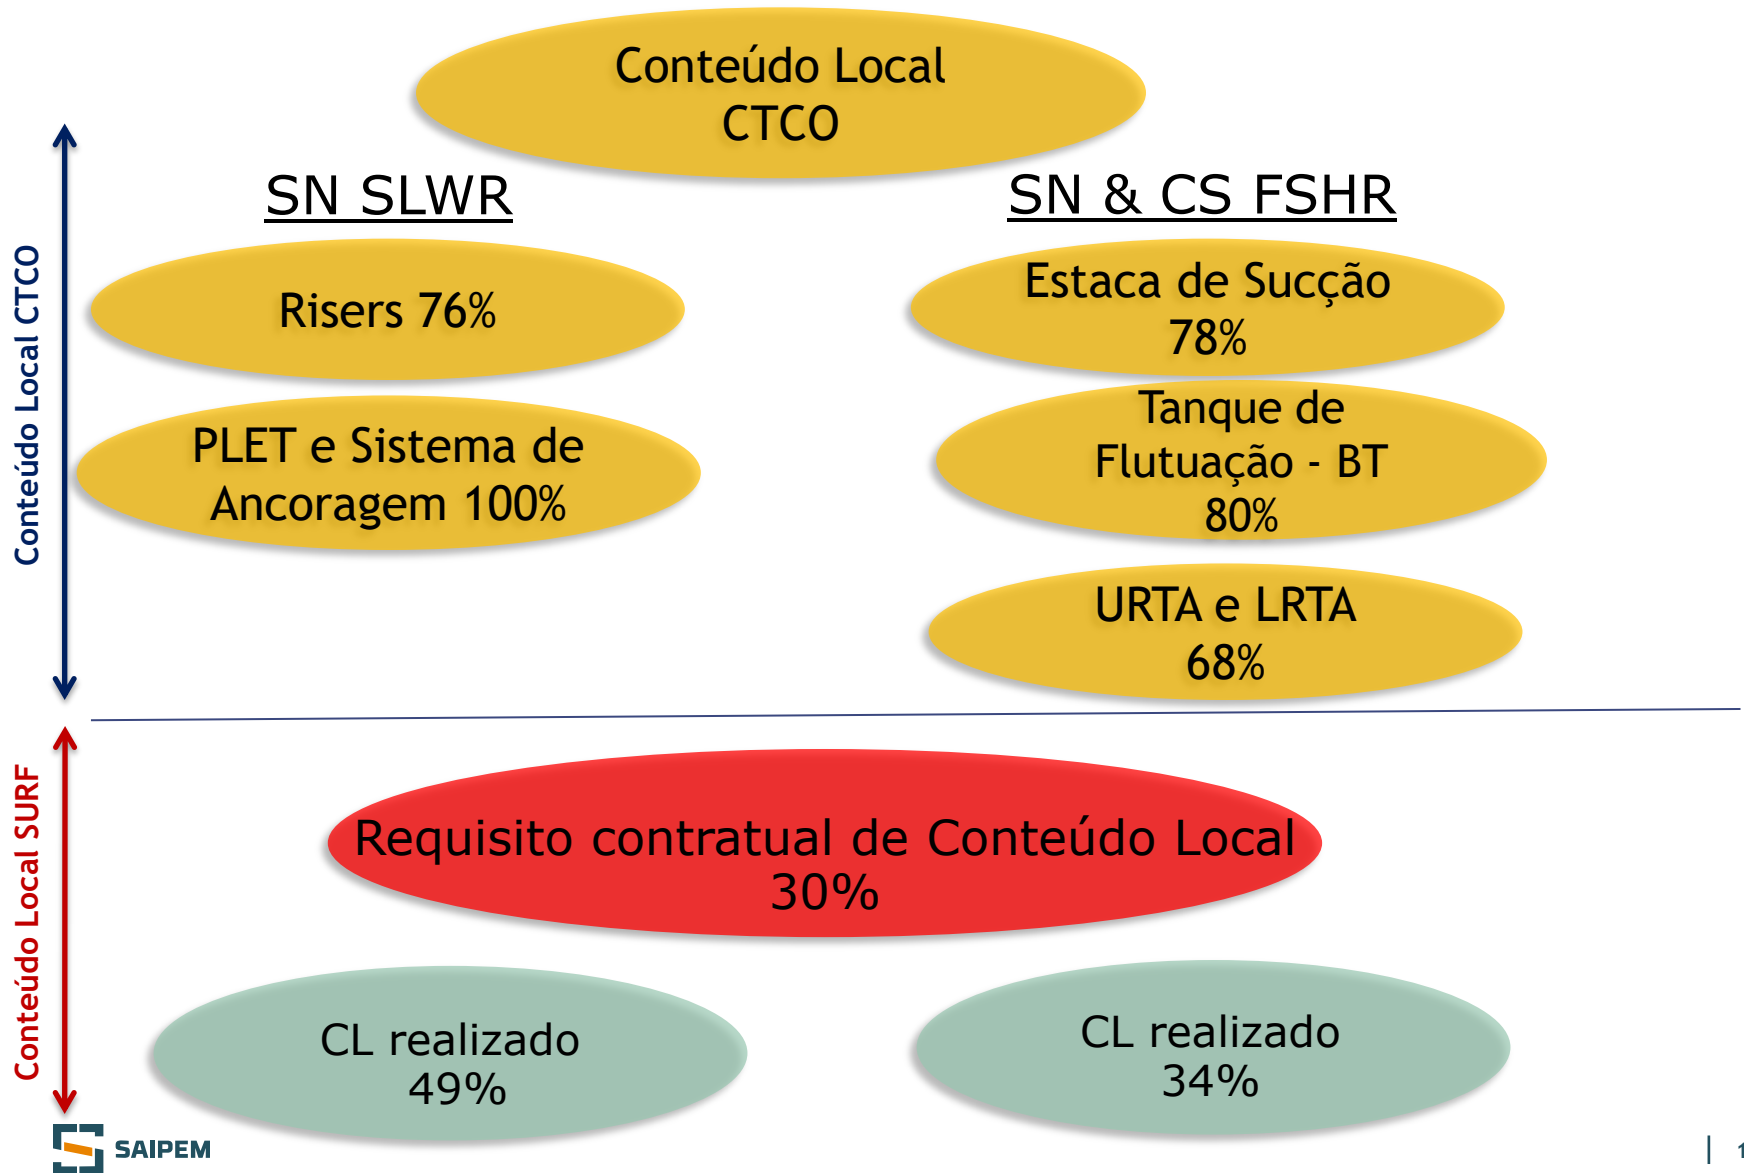 Conteúdo Local
CTCO
SN SLWR
SN & CS FSHR
Conteúdo Local CTCO
Risers 76%
PLET e Sistema de
Ancoragem 100%
Estaca de Sucção
78%
Tanque de
Flutuação - BT
80%
URTA e LRTA
68%
Conteúdo Local SURF
Requisito contratual de Conteúdo Local
30%
CL realizado
49%
CL realizado
34%
SAIPEM
| 1